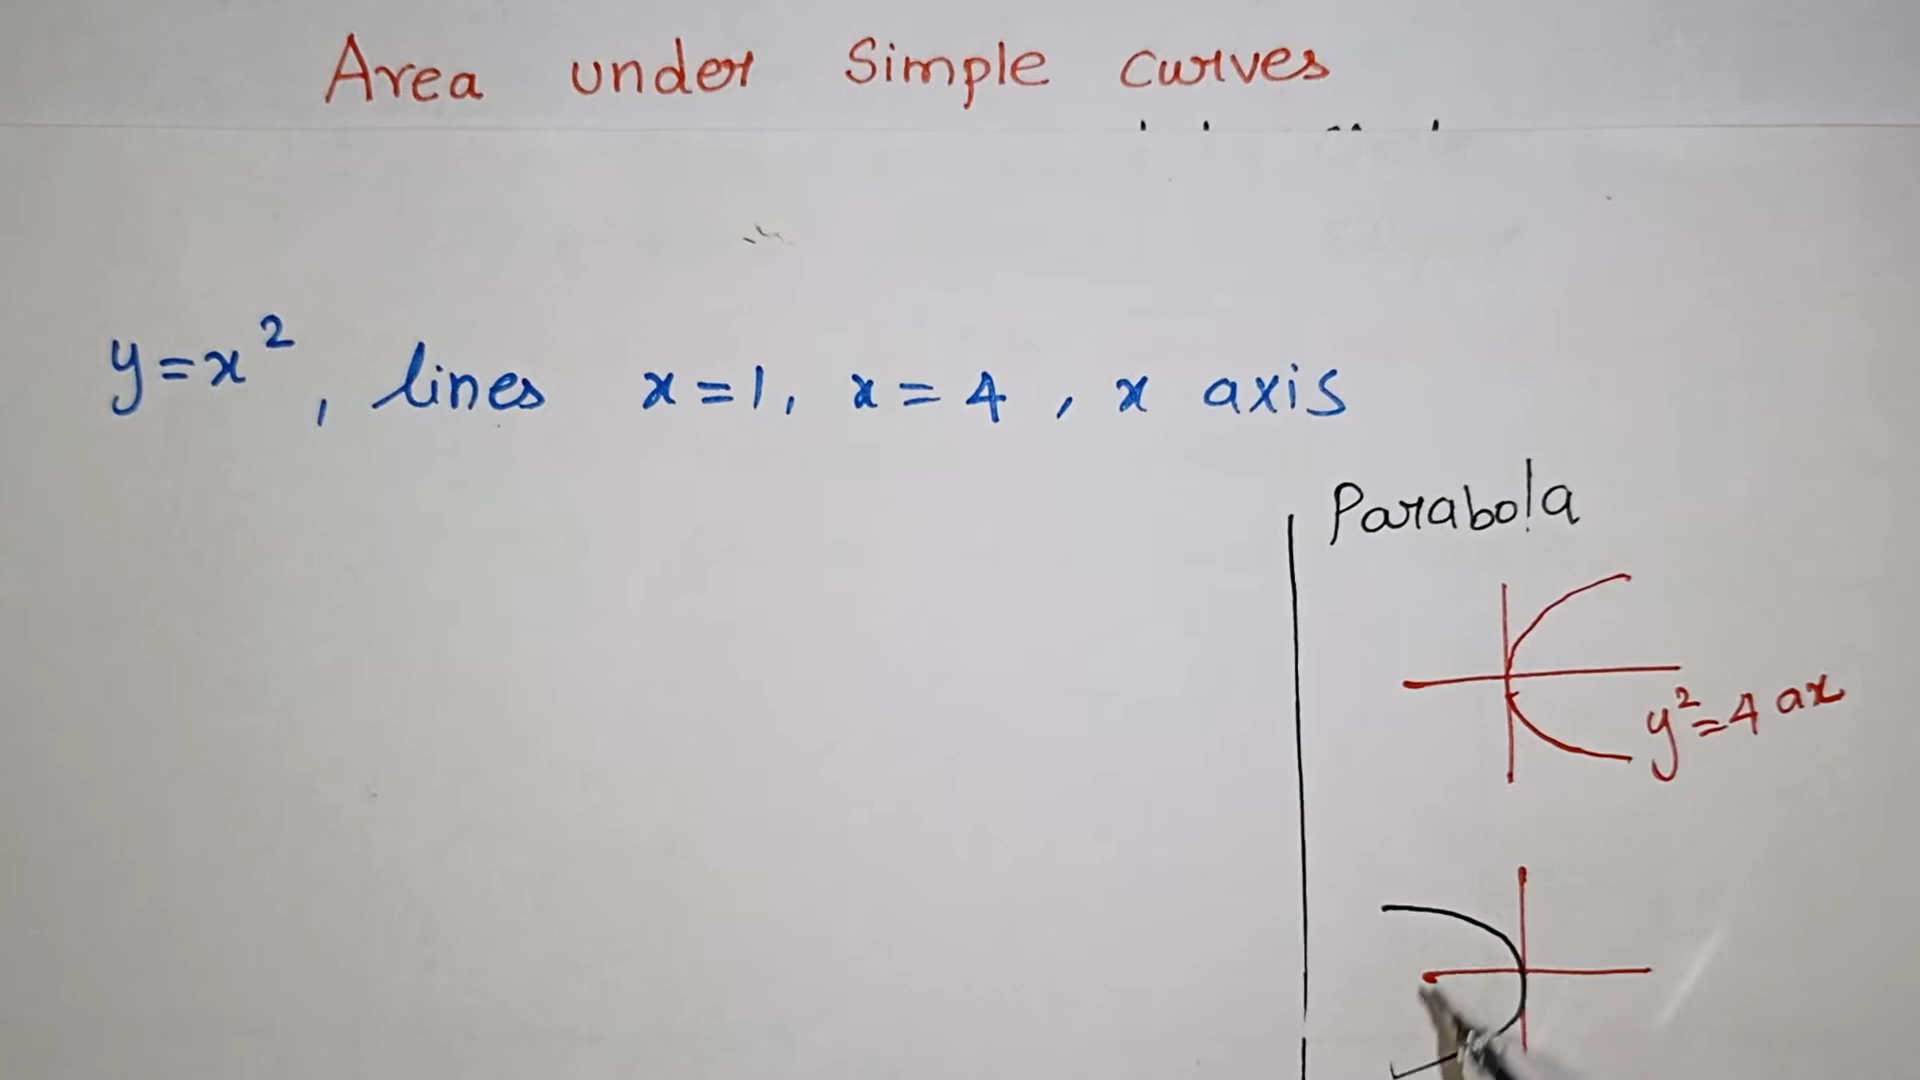 Area under Simple curves
y=x², lines x=1, x=4, x axis
Parabola
y²=4ax